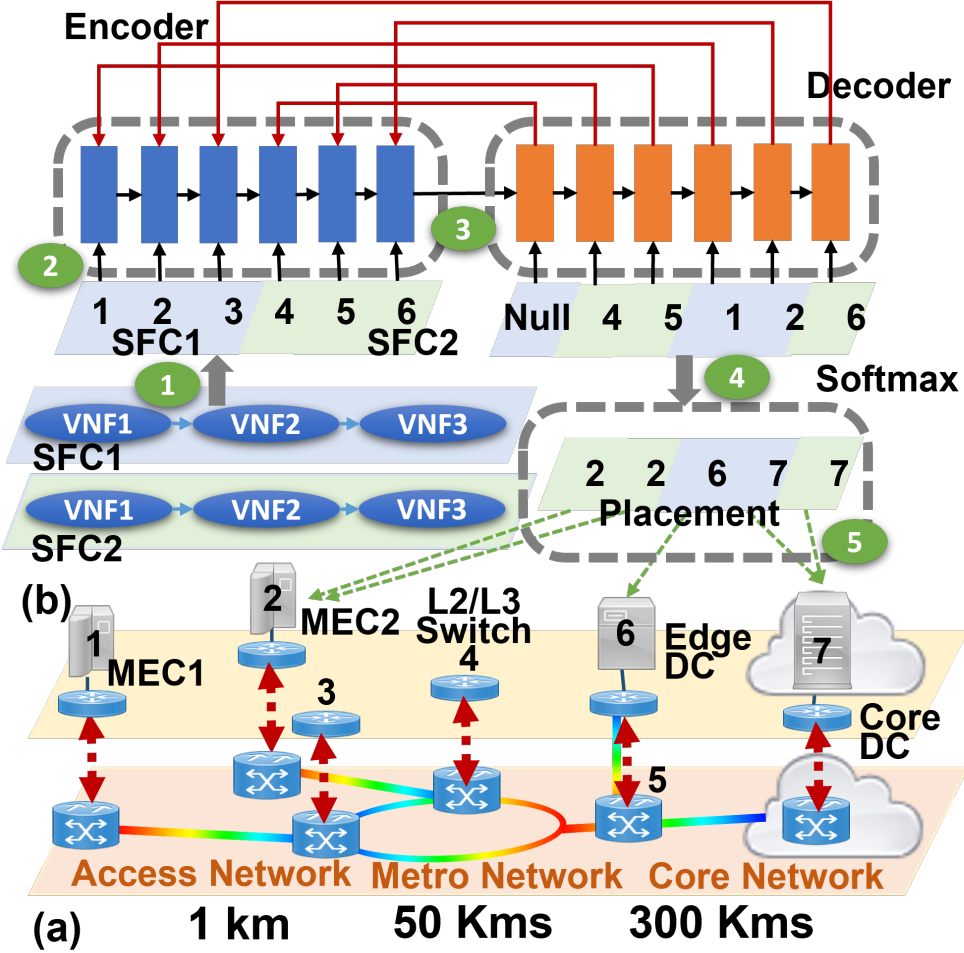 Encoder
Decoder
2
3
1 2 3 4 5 6
SFC1 SFC2
Null 4 5 1 2 6
1
4
Softmax
VNF1 VNF2 VNF3
SFC1
VNF1 VNF2 VNF3
SFC2
2 2 6 7 7
Placement
5
(b)
1
MEC1
2
MEC2
3
L2/L3
Switch
4
6
Edge
DC
7
Core
DC
5
Access Network Metro Network Core Network
(a) 1 km 50 Kms 300 Kms